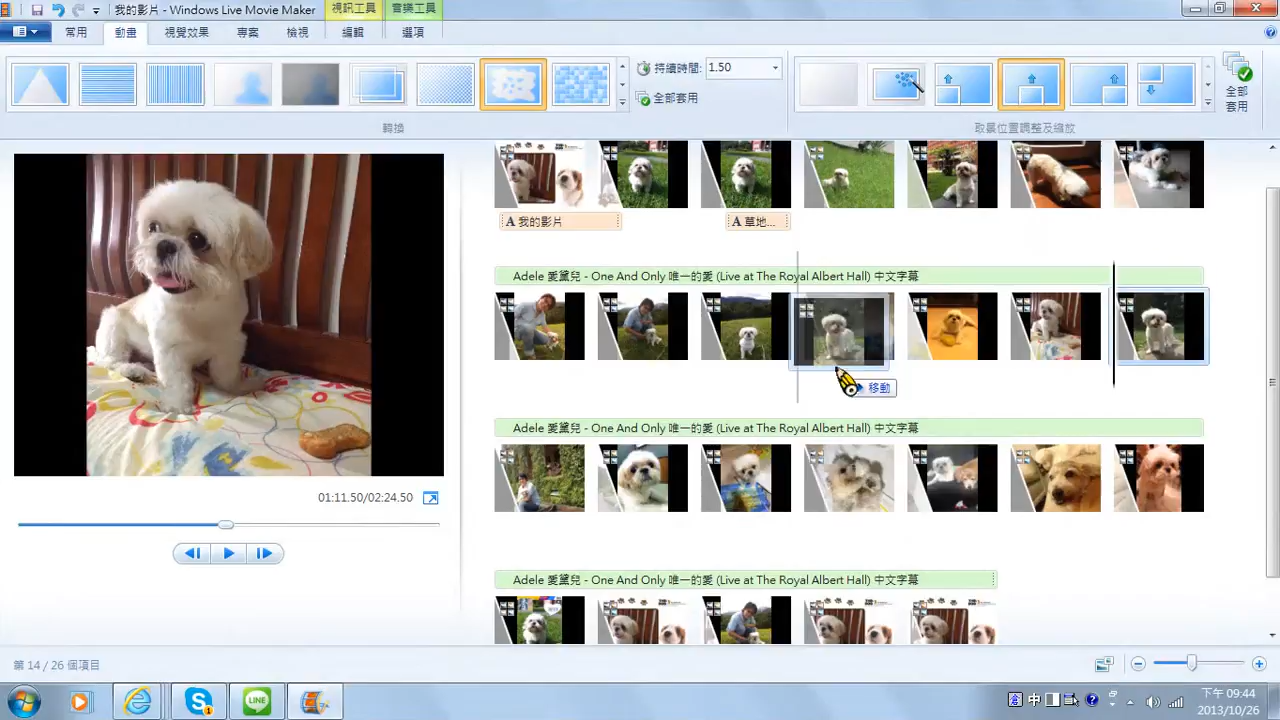 我的影片 - Windows Live Movie Maker
視訊工具
音樂工具
常用
動畫
視覺效果
專案
檢視
編輯
選項
持續時間: 1.50
全部套用
轉換
取景位置調整及縮放
全部
套用
A 我的影片
A 草地...
Adele 愛黛兒 - One And Only 唯一的愛 (Live at The Royal Albert Hall) 中文字幕
移動
Adele 愛黛兒 - One And Only 唯一的愛 (Live at The Royal Albert Hall) 中文字幕
01:11.50/02:24.50
Adele 愛黛兒 - One And Only 唯一的愛 (Live at The Royal Albert Hall) 中文字幕
第 14 / 26 個項目
LINE
中
下午 09:44
2013/10/26